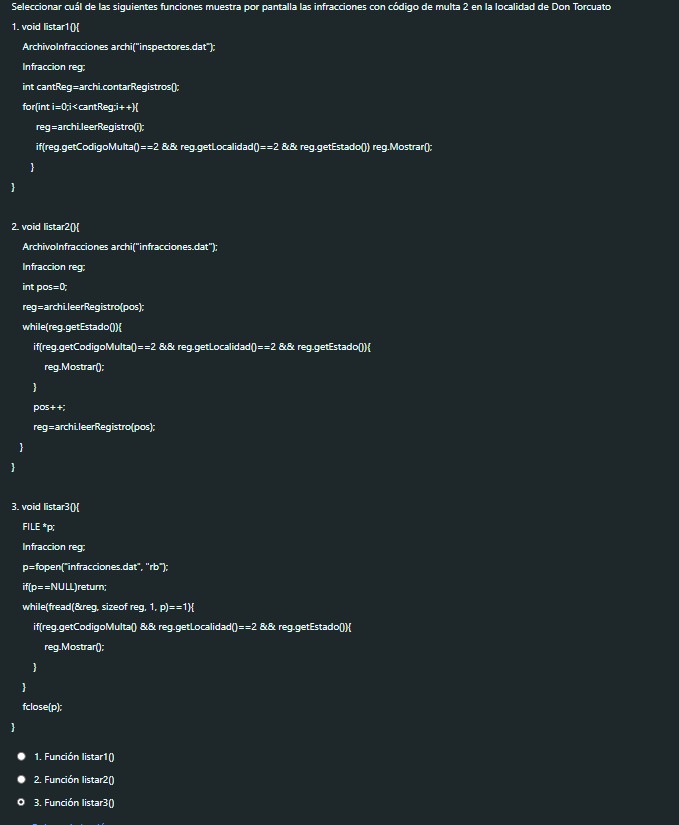 Seleccionar cuál de las siguientes funciones muestra por pantalla las infracciones con código de multa 2 en la localidad de Don Torcuato
1. void listar1(){
ArchivoInfracciones archi("inspectores.dat");
Infraccion reg;
int cantReg=archi.contarRegistros();
for(int i=0;i<cantReg;i++){
reg=archi.leerRegistro(i);
if(reg.getCodigoMulta()==2 && reg.getLocalidad()==2 && reg.getEstado()) reg.Mostrar();
}
}
2. void listar2(){
ArchivoInfracciones archi("infracciones.dat");
Infraccion reg;
int pos=0;
reg=archi.leerRegistro(pos);
while(reg.getEstado()){
if(reg.getCodigoMulta()==2 && reg.getLocalidad()==2 && reg.getEstado()){
reg.Mostrar();
}
pos++;
reg=archi.leerRegistro(pos);
}
}
3. void listar3(){
FILE *p;
Infraccion reg;
p=fopen("infracciones.dat", "rb");
if(p==NULL)return;
while(fread(&reg, sizeof reg, 1, p)==1){
if(reg.getCodigoMulta() && reg.getLocalidad()==2 && reg.getEstado()){
reg.Mostrar();
}
}
fclose(p);
}
1. Función listar1()
2. Función listar2()
3. Función listar3()